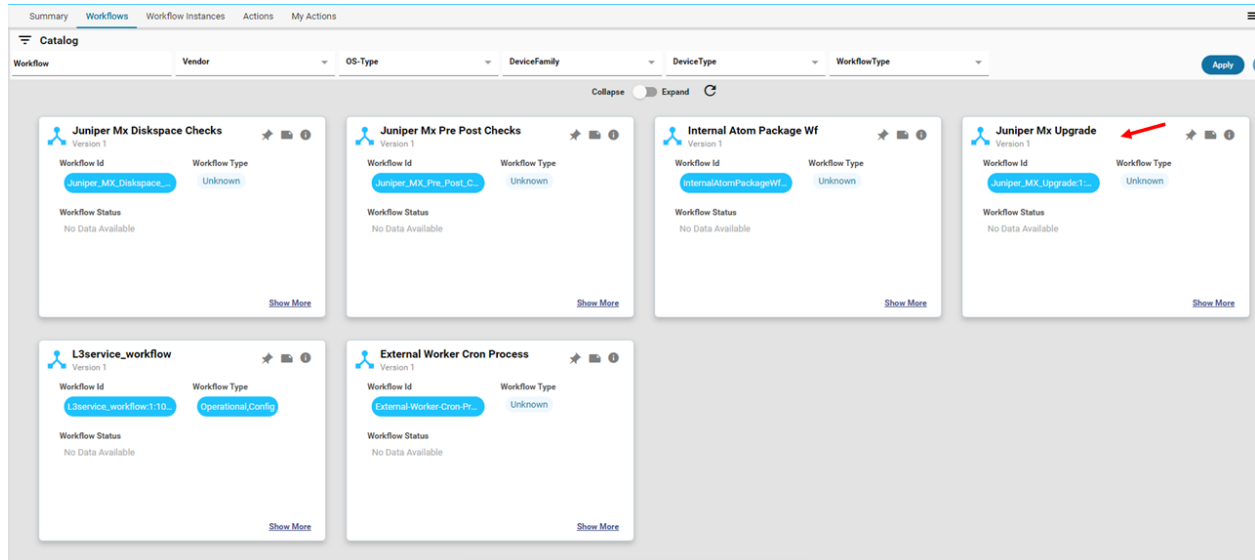 Summary Workflows Workflow Instances Actions My Actions
Catalog
Workflow Vendor OS-Type DeviceFamily DeviceType WorkflowType Apply
Collapse Expand
Juniper Mx Diskspace Checks
Version 1
Workflow Id Workflow Type
Juniper_MX_Diskspace_... Unknown
Workflow Status
No Data Available
Show More
Juniper Mx Pre Post Checks
Version 1
Workflow Id Workflow Type
Juniper_MX_Pre_Post_C... Unknown
Workflow Status
No Data Available
Show More
Internal Atom Package Wf
Version 1
Workflow Id Workflow Type
InternalAtomPackageWf... Unknown
Workflow Status
No Data Available
Show More
Juniper Mx Upgrade
Version 1
Workflow Id Workflow Type
Juniper_MX_Upgrade:1:... Unknown
Workflow Status
No Data Available
Show More
L3service_workflow
Version 1
Workflow Id Workflow Type
L3service_workflow:1:10... Operational,Config
Workflow Status
No Data Available
Show More
External Worker Cron Process
Version 1
Workflow Id Workflow Type
External-Worker-Cron-Pr... Unknown
Workflow Status
No Data Available
Show More